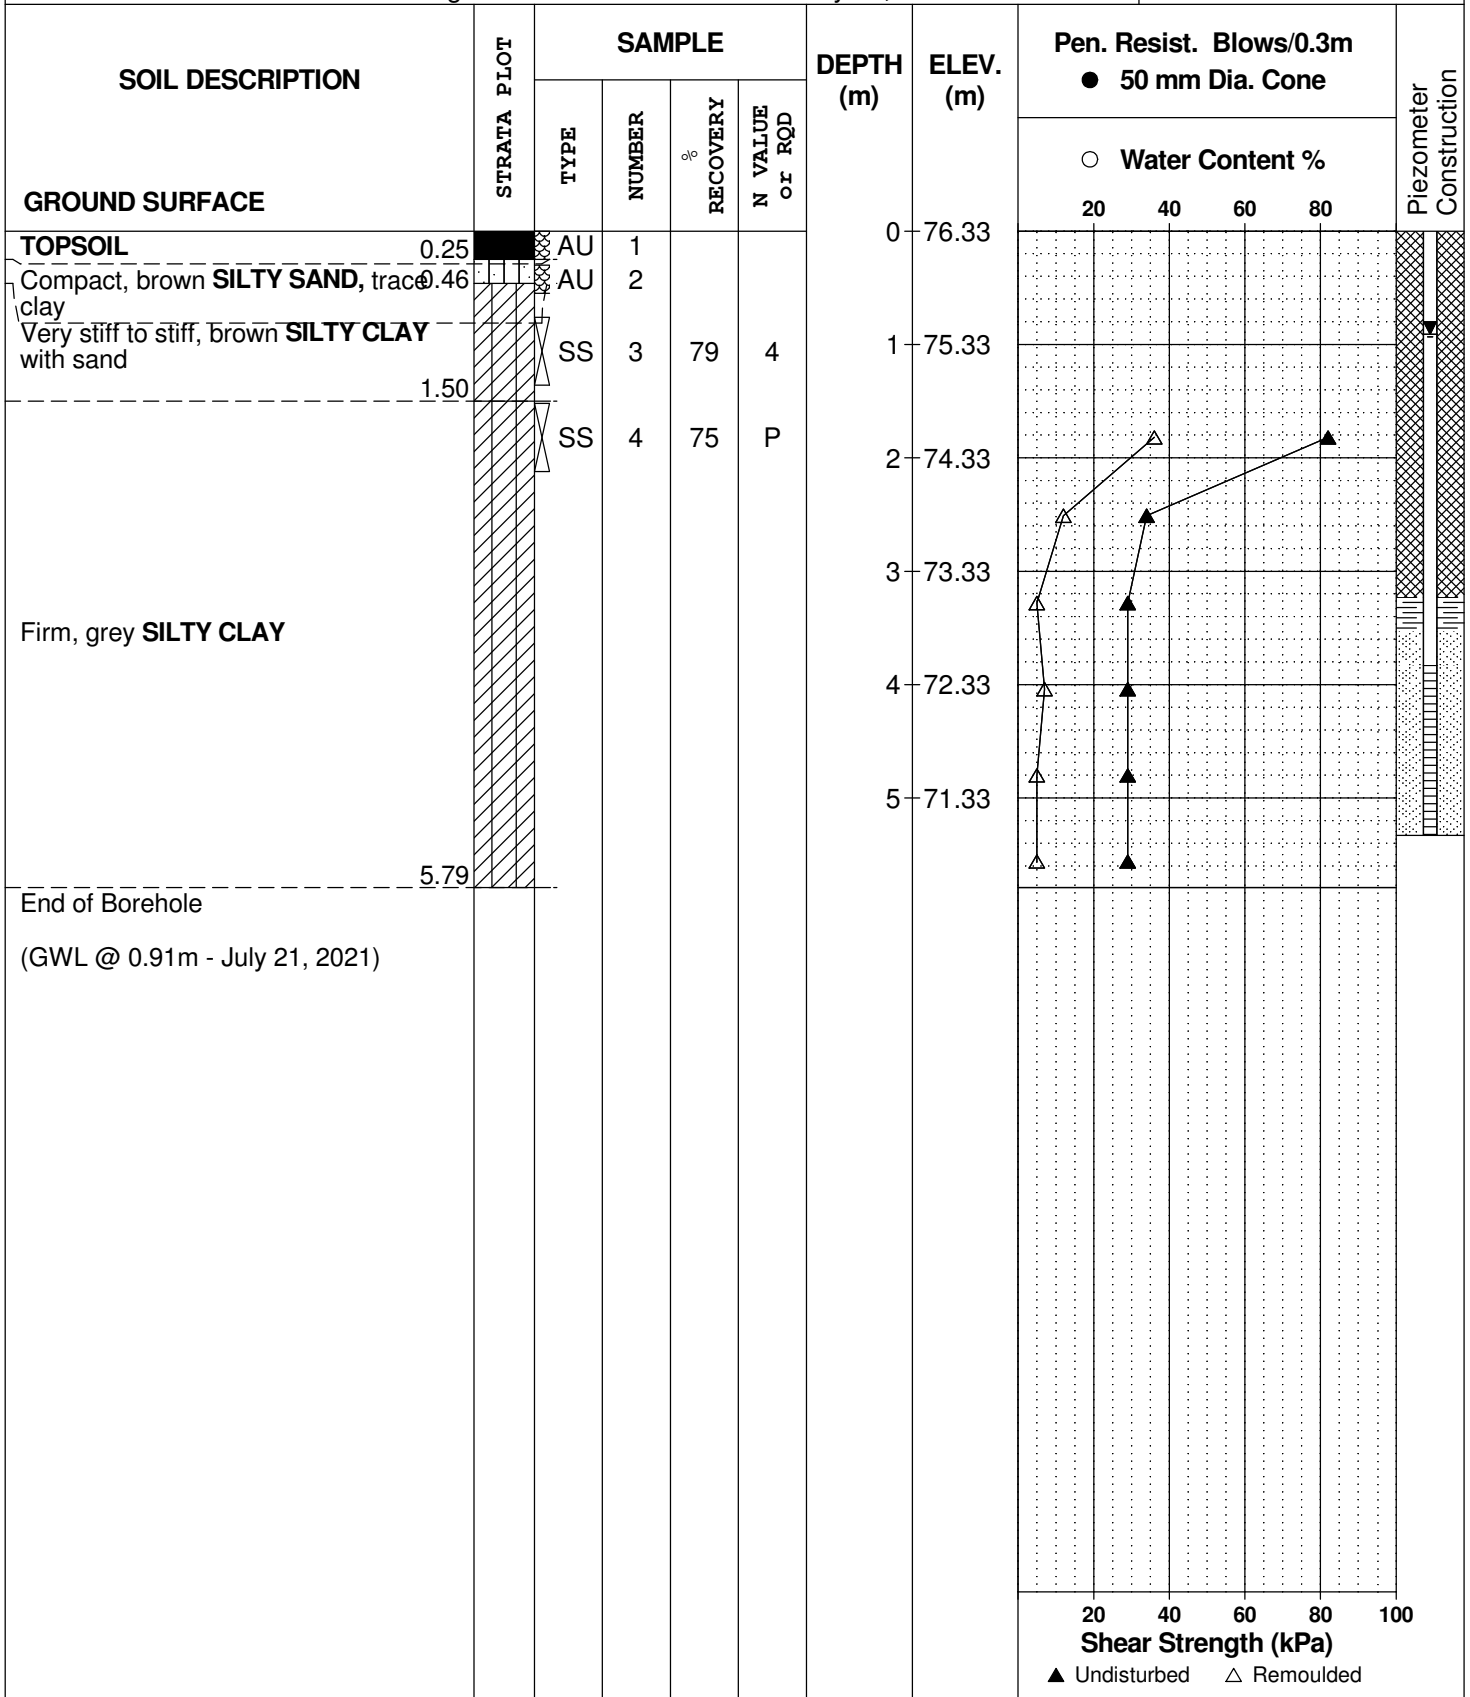 SOIL DESCRIPTION
GROUND SURFACE
STRATA PLOT
SAMPLE
TYPE
NUMBER
%
RECOVERY
N VALUE
or RQD
DEPTH
(m)
ELEV.
(m)
Pen. Resist. Blows/0.3m
● 50 mm Dia. Cone
○ Water Content %
20 40 60 80
Piezometer
Construction
0 76.33
TOPSOIL 0.25 AU 1
Compact, brown SILTY SAND, trace 0.46 AU 2
clay
Very stiff to stiff, brown SILTY CLAY
with sand
SS 3 79 4
1 75.33
1.50
SS 4 75 P
2 74.33
3 73.33
Firm, grey SILTY CLAY
4 72.33
5 71.33
5.79
End of Borehole
(GWL @ 0.91m - July 21, 2021)
20 40 60 80 100
Shear Strength (kPa)
▲ Undisturbed △ Remoulded